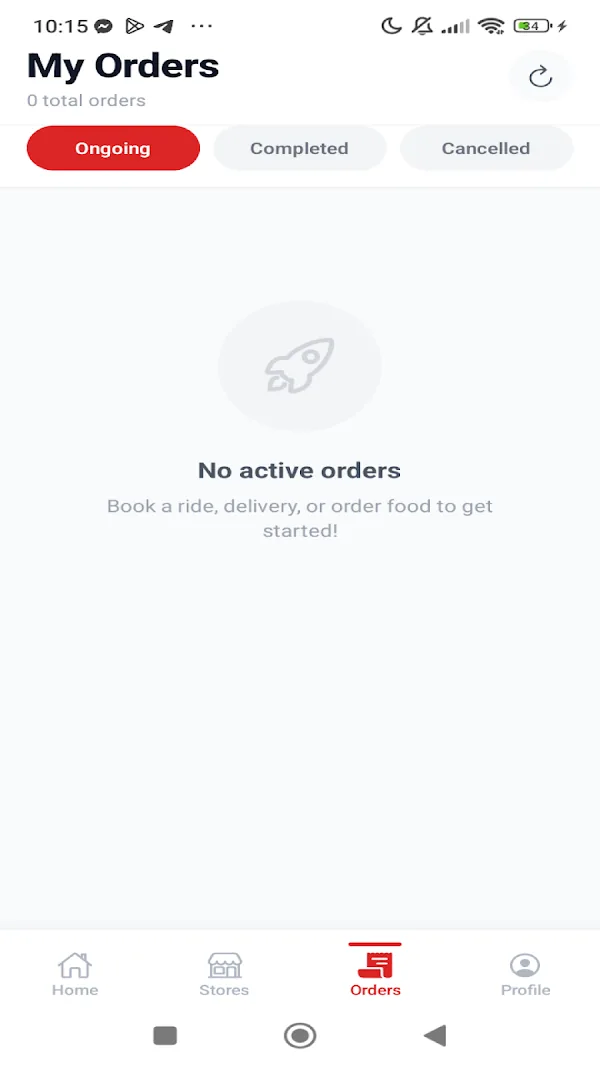 10:15
84
My Orders
0 total orders
Ongoing
Completed
Cancelled
No active orders
Book a ride, delivery, or order food to get
started!
Home
Stores
Orders
Profile